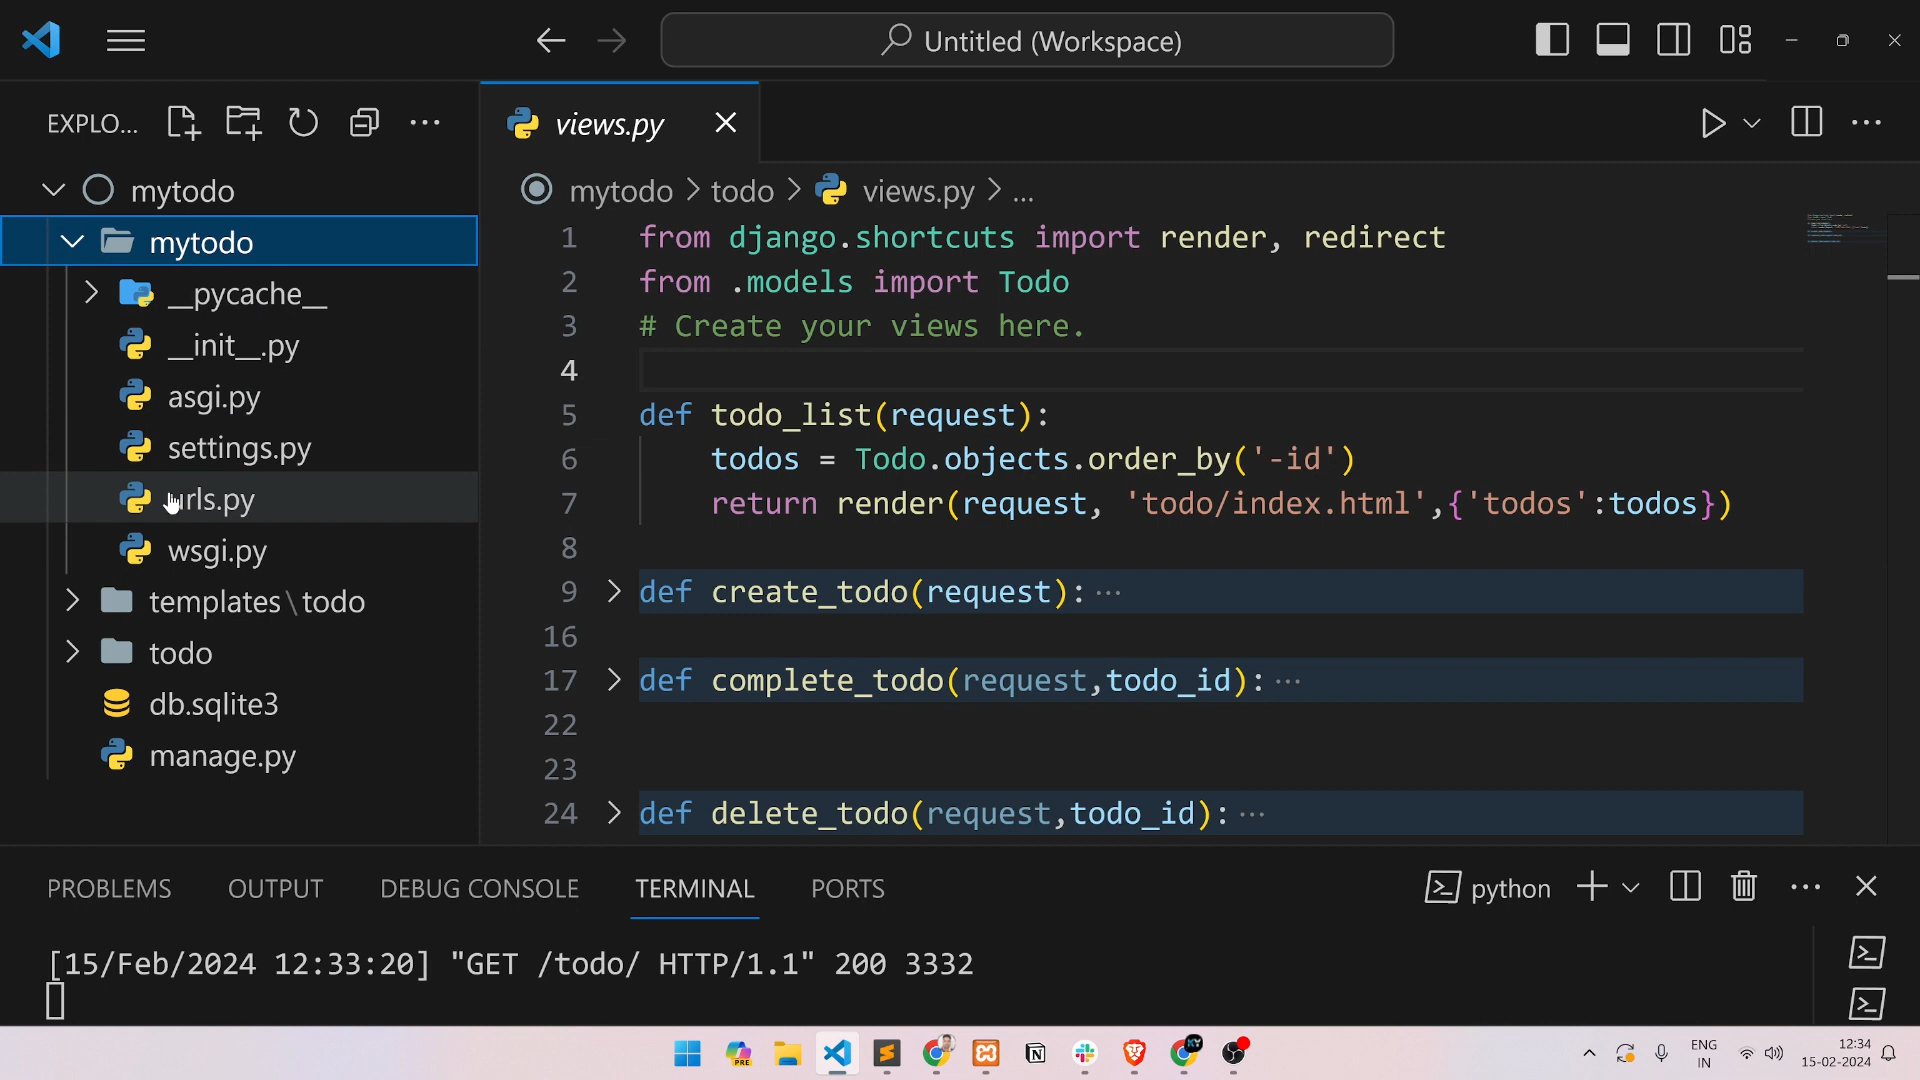 Untitled (Workspace)
EXPLO...
views.py
mytodo
mytodo
__pycache__
__init__.py
asgi.py
settings.py
urls.py
wsgi.py
templates\todo
todo
db.sqlite3
manage.py
mytodo > todo > views.py > ...
1 from django.shortcuts import render, redirect
2 from .models import Todo
3 # Create your views here.
4
5 def todo_list(request):
6 todos = Todo.objects.order_by('-id')
7 return render(request, 'todo/index.html',{'todos':todos})
8
9 def create_todo(request): ...
16
17 def complete_todo(request,todo_id): ...
22
23
24 def delete_todo(request,todo_id): ...
PROBLEMS OUTPUT DEBUG CONSOLE TERMINAL PORTS
python
[15/Feb/2024 12:33:20] "GET /todo/ HTTP/1.1" 200 3332
PRE
KY
ENG
IN
12:34
15-02-2024